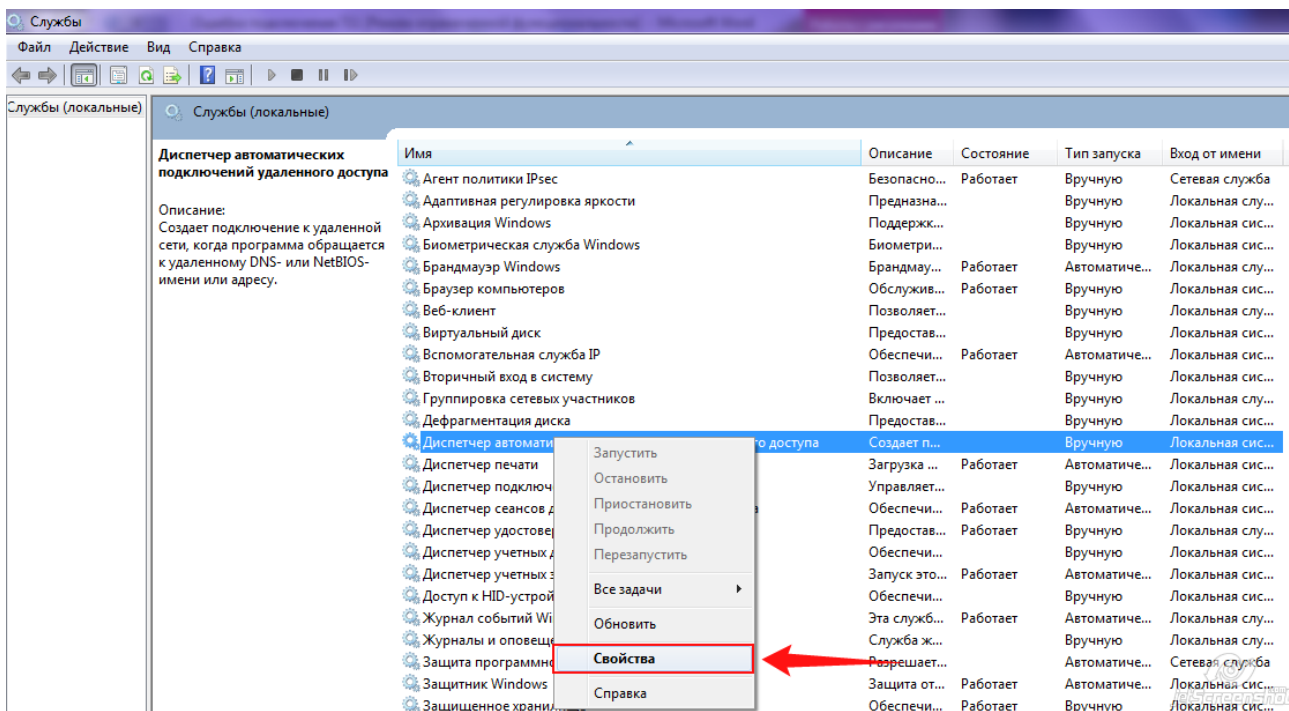 Службы
Файл Действие Вид Справка
Службы (локальные)
Службы (локальные)
Диспетчер автоматических
подключений удаленного доступа
Описание:
Создает подключение к удаленной
сети, когда программа обращается
к удаленному DNS- или NetBIOS-
имени или адресу.
Имя Описание Состояние Тип запуска Вход от имени
Агент политики IPsec Безопасно... Работает Вручную Сетевая служба
Адаптивная регулировка яркости Предназна... Вручную Локальная слу...
Архивация Windows Поддержк... Вручную Локальная сис...
Биометрическая служба Windows Биометри... Вручную Локальная сис...
Брандмауэр Windows Брандмау... Работает Автоматиче... Локальная слу...
Браузер компьютеров Обслужив... Работает Вручную Локальная сис...
Веб-клиент Позволяет... Вручную Локальная слу...
Виртуальный диск Предостав... Вручную Локальная сис...
Вспомогательная служба IP Обеспечи... Работает Автоматиче... Локальная сис...
Вторичный вход в систему Позволяет... Вручную Локальная сис...
Группировка сетевых участников Включает ... Вручную Локальная слу...
Дефрагментация диска Предостав... Вручную Локальная сис...
Диспетчер автомати о доступа Создает п... Вручную Локальная сис...
Диспетчер печати Загрузка ... Работает Автоматиче... Локальная сис...
Диспетчер подключ Управляет... Вручную Локальная сис...
Диспетчер сеансов д а Обеспечи... Работает Автоматиче... Локальная сис...
Диспетчер удостовер Предостав... Работает Вручную Локальная слу...
Диспетчер учетных д Обеспечи... Вручную Локальная сис...
Диспетчер учетных з Запуск это... Работает Автоматиче... Локальная сис...
Доступ к HID-устрой Обеспечи... Вручную Локальная сис...
Журнал событий Wi Эта служб... Работает Автоматиче... Локальная слу...
Журналы и оповеще Служба ж... Вручную Локальная слу...
Защита программно Разрешает... Автоматиче... Сетевая служба
Защитник Windows Защита от... Работает Автоматиче... Локальная сис...
Защищенное храни Обеспечи... Работает Вручную Локальная сис...
Запустить
Остановить
Приостановить
Продолжить
Перезапустить
Все задачи
Обновить
Свойства
Справка